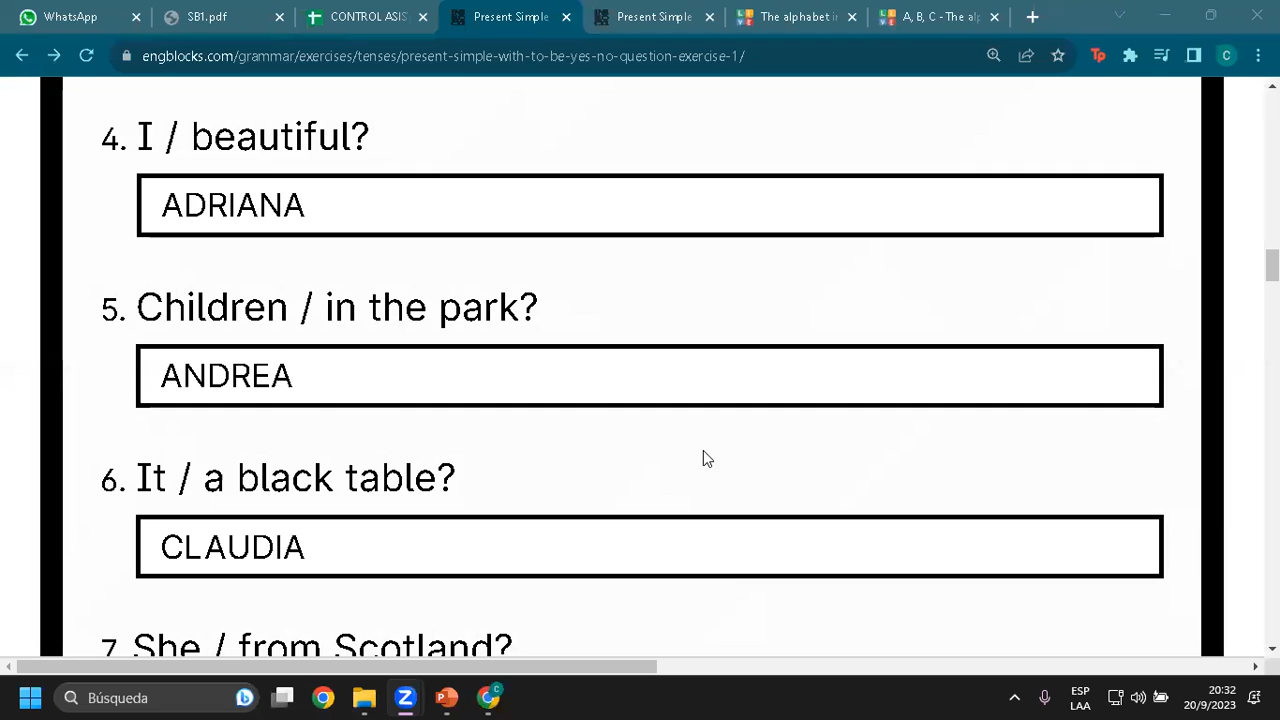 WhatsApp
SB1.pdf
CONTROL ASIS
Present Simple
Present Simple
The alphabet i
A, B, C - The al
engblocks.com/grammar/exercises/tenses/present-simple-with-to-be-yes-no-question-exercise-1/
Tp
C
4. I / beautiful?
ADRIANA
5. Children / in the park?
ANDREA
6. It / a black table?
CLAUDIA
7. She / from Scotland?
Búsqueda
ESP
LAA
20:32
20/9/2023